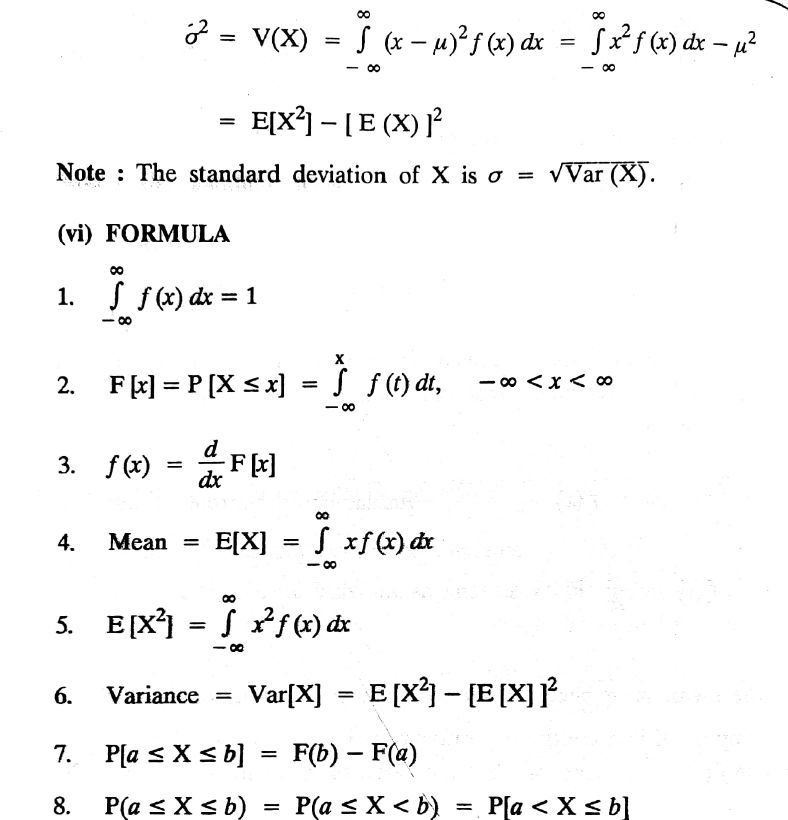 σ² = V(X) = ∫_{-∞}^{∞} (x – μ)² f (x) dx = ∫_{-∞}^{∞} x² f (x) dx – μ²
= E[X²] – [ E (X) ]²
Note : The standard deviation of X is σ = √Var (X).
(vi) FORMULA
1. ∫_{-∞}^{∞} f (x) dx = 1
2. F [x] = P [X ≤ x] = ∫_{-∞}^{x} f (t) dt, –∞ < x < ∞
3. f (x) = d/dx F [x]
4. Mean = E[X] = ∫_{-∞}^{∞} x f (x) dx
5. E [X²] = ∫_{-∞}^{∞} x² f (x) dx
6. Variance = Var[X] = E [X²] – [E [X] ]²
7. P[a ≤ X ≤ b] = F(b) – F(a)
8. P(a ≤ X ≤ b) = P(a ≤ X < b) = P[a < X ≤ b]